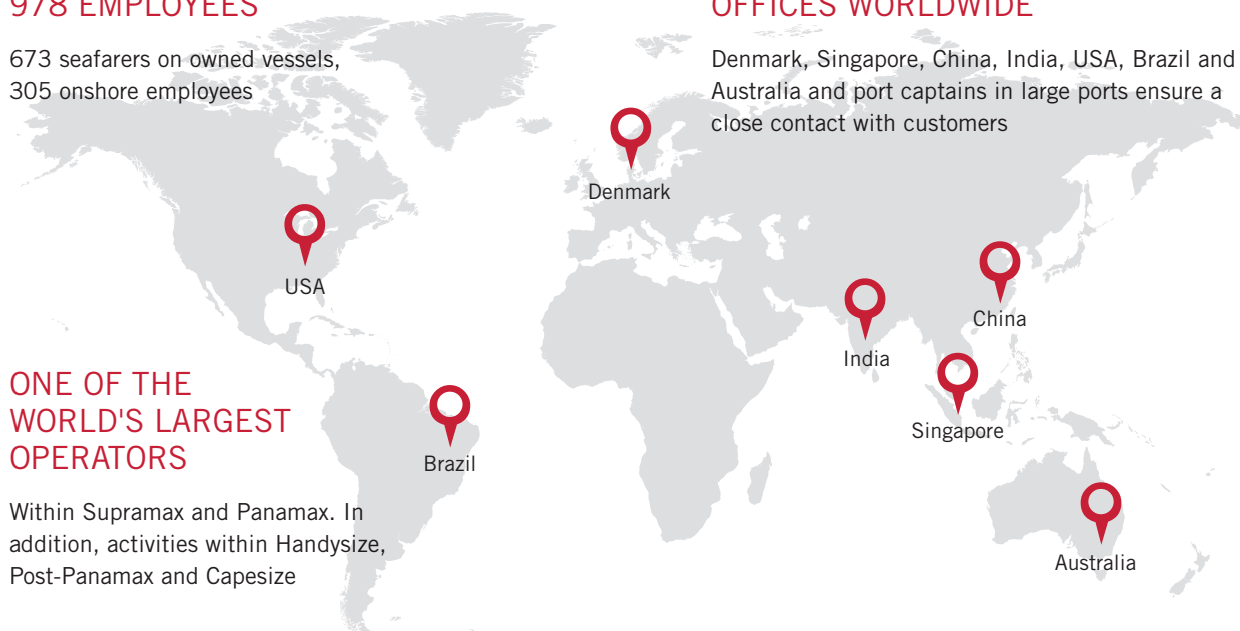 978 EMPLOYEES
673 seafarers on owned vessels,
305 onshore employees
OFFICES WORLDWIDE
Denmark, Singapore, China, India, USA, Brazil and
Australia and port captains in large ports ensure a
close contact with customers
Denmark
USA
China
India
Singapore
Brazil
Australia
ONE OF THE
WORLD'S LARGEST
OPERATORS
Within Supramax and Panamax. In
addition, activities within Handysize,
Post-Panamax and Capesize